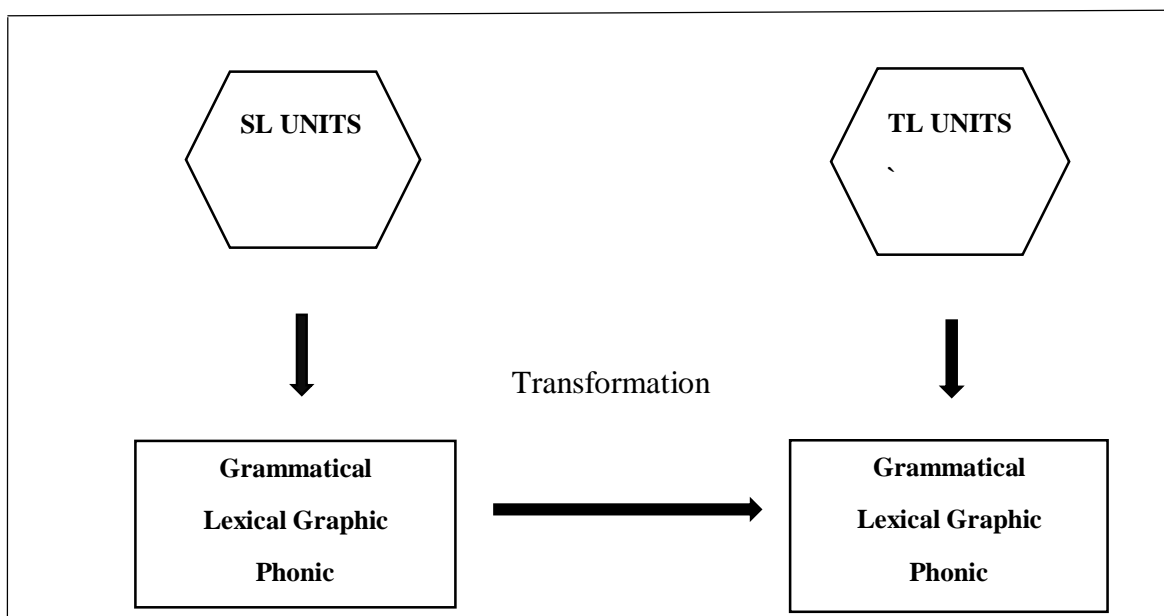 SL UNITS
TL UNITS
`
Transformation
Grammatical
Lexical Graphic
Phonic
Grammatical
Lexical Graphic
Phonic